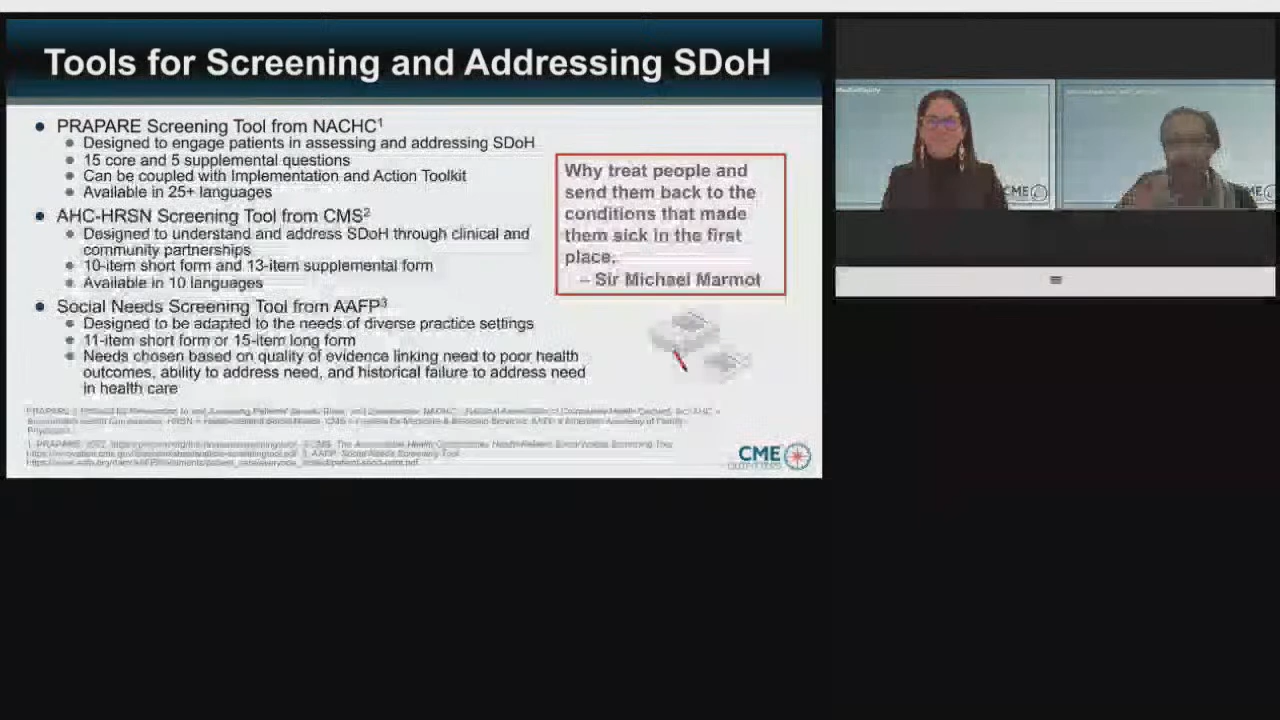 Tools for Screening and Addressing SDoH
PRAPARE Screening Tool from NACHC1
Designed to engage patients in assessing and addressing SDoH
15 core and 5 supplemental questions
Can be coupled with Implementation and Action Toolkit
Available in 25+ languages
AHC-HRSN Screening Tool from CMS2
Designed to understand and address SDoH through clinical and
community partnerships
10-item short form and 13-item supplemental form
Available in 10 languages
Social Needs Screening Tool from AAFP3
Designed to be adapted to the needs of diverse practice settings
11-item short form or 15-item long form
Needs chosen based on quality of evidence linking need to poor health
outcomes, ability to address need, and historical failure to address need
in health care
Why treat people and
send them back to the
conditions that made
them sick in the first
place.
– Sir Michael Marmot
CME
OUTFITTERS
CME
CME